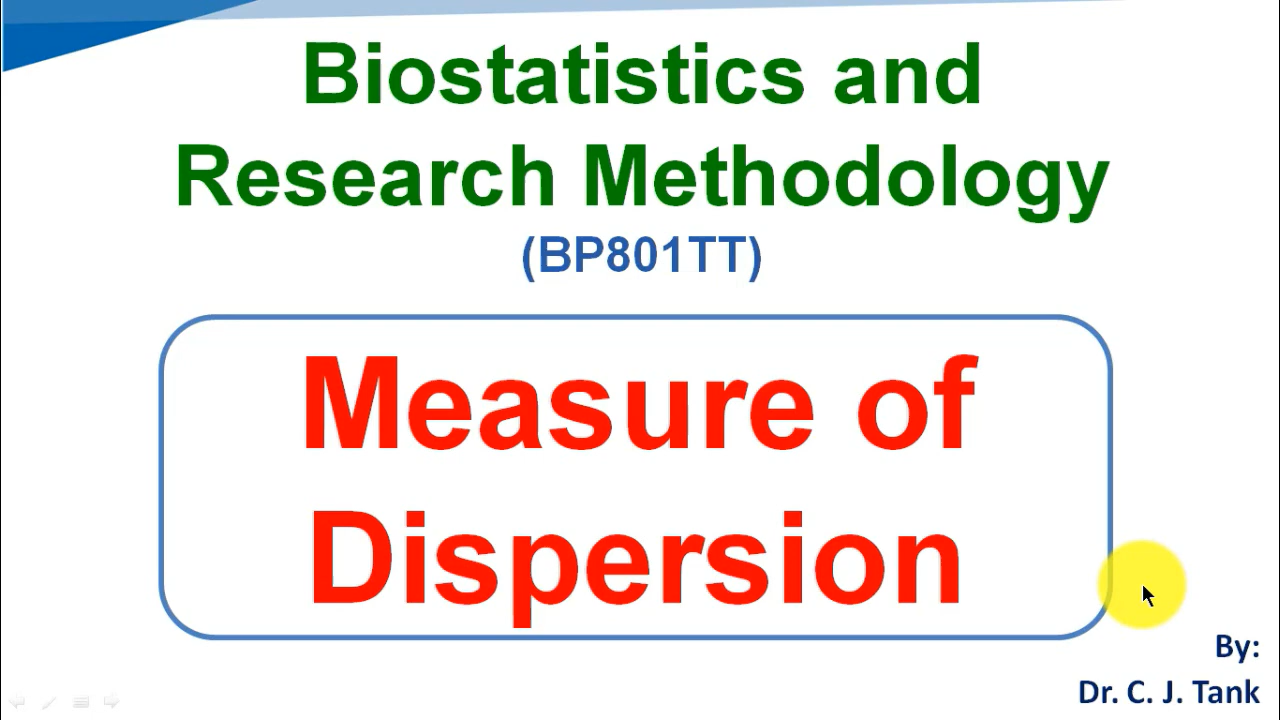 Biostatistics and
Research Methodology
(BP801TT)
Measure of
Dispersion
By:
Dr. C. J. Tank